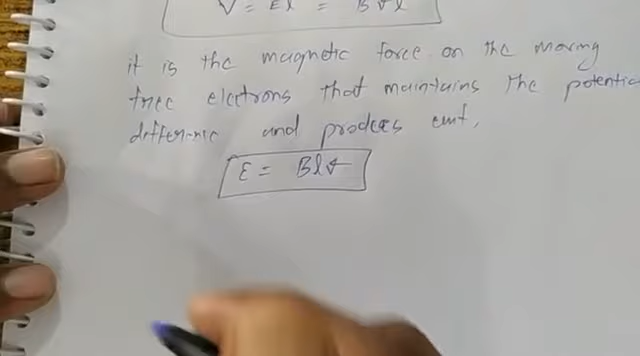 V = El = Bvl
it is the magnetic force on the moving
free electrons that maintains the potentia
difference and produces emf,
ε = Blv